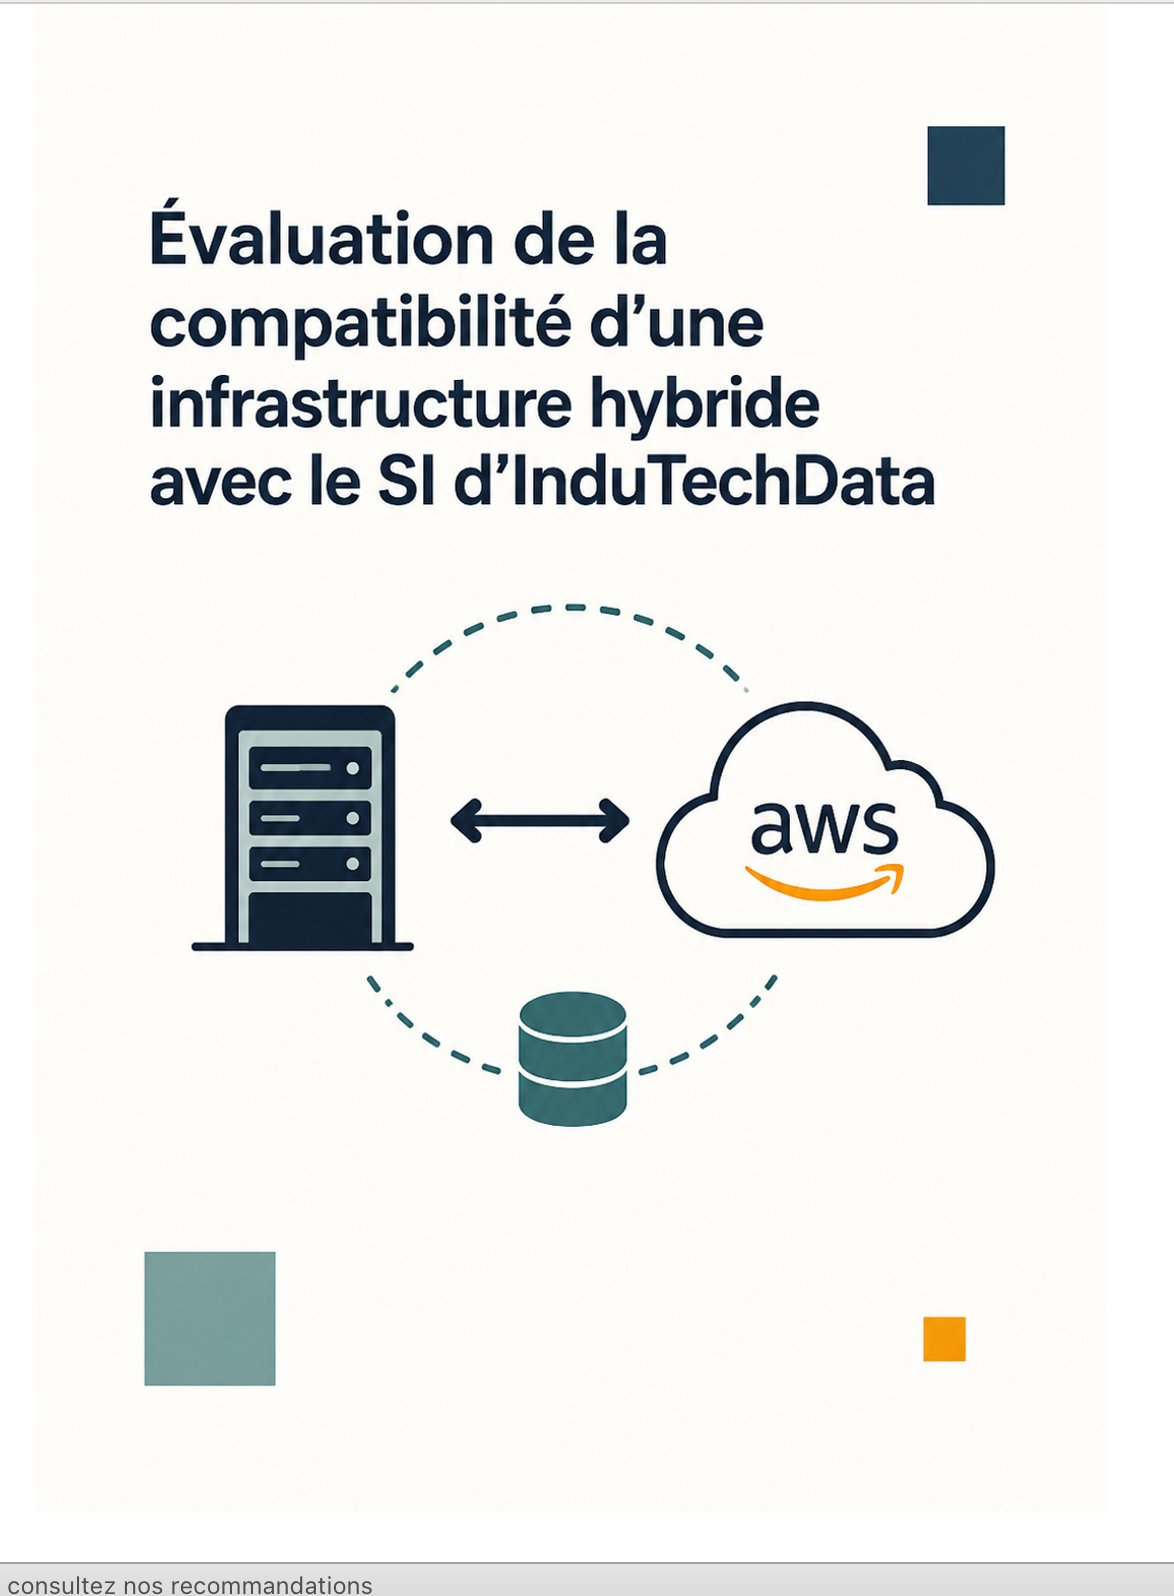 Évaluation de la
compatibilité d’une
infrastructure hybride
avec le SI d’InduTechData
aws
consultez nos recommandations